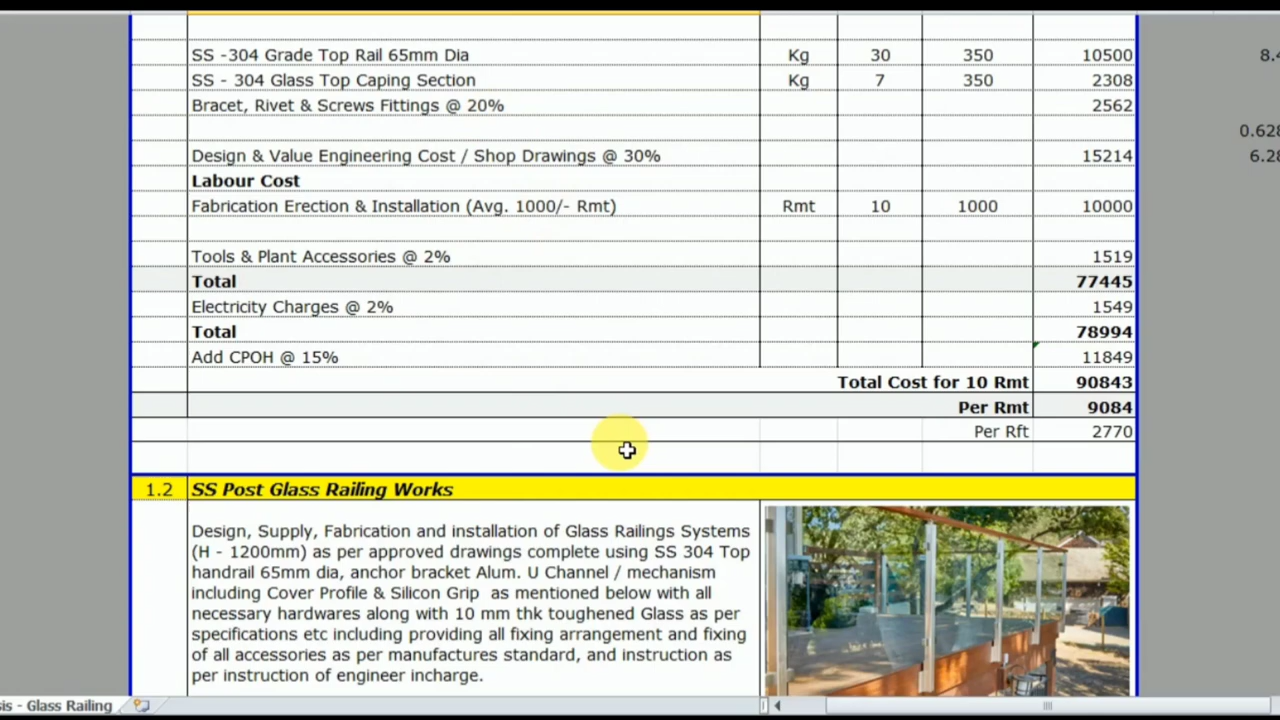 SS -304 Grade Top Rail 65mm Dia Kg 30 350 10500 8.4
SS - 304 Glass Top Caping Section Kg 7 350 2308
Bracet, Rivet & Screws Fittings @ 20% 2562
0.628
Design & Value Engineering Cost / Shop Drawings @ 30% 15214 6.28
Labour Cost
Fabrication Erection & Installation (Avg. 1000/- Rmt) Rmt 10 1000 10000
Tools & Plant Accessories @ 2% 1519
Total 77445
Electricity Charges @ 2% 1549
Total 78994
Add CPOH @ 15% 11849
Total Cost for 10 Rmt 90843
Per Rmt 9084
Per Rft 2770
1.2 SS Post Glass Railing Works
Design, Supply, Fabrication and installation of Glass Railings Systems
(H - 1200mm) as per approved drawings complete using SS 304 Top
handrail 65mm dia, anchor bracket Alum. U Channel / mechanism
including Cover Profile & Silicon Grip as mentioned below with all
necessary hardwares along with 10 mm thk toughened Glass as per
specifications etc including providing all fixing arrangement and fixing
of all accessories as per manufactures standard, and instruction as
per instruction of engineer incharge.
sis - Glass Railing